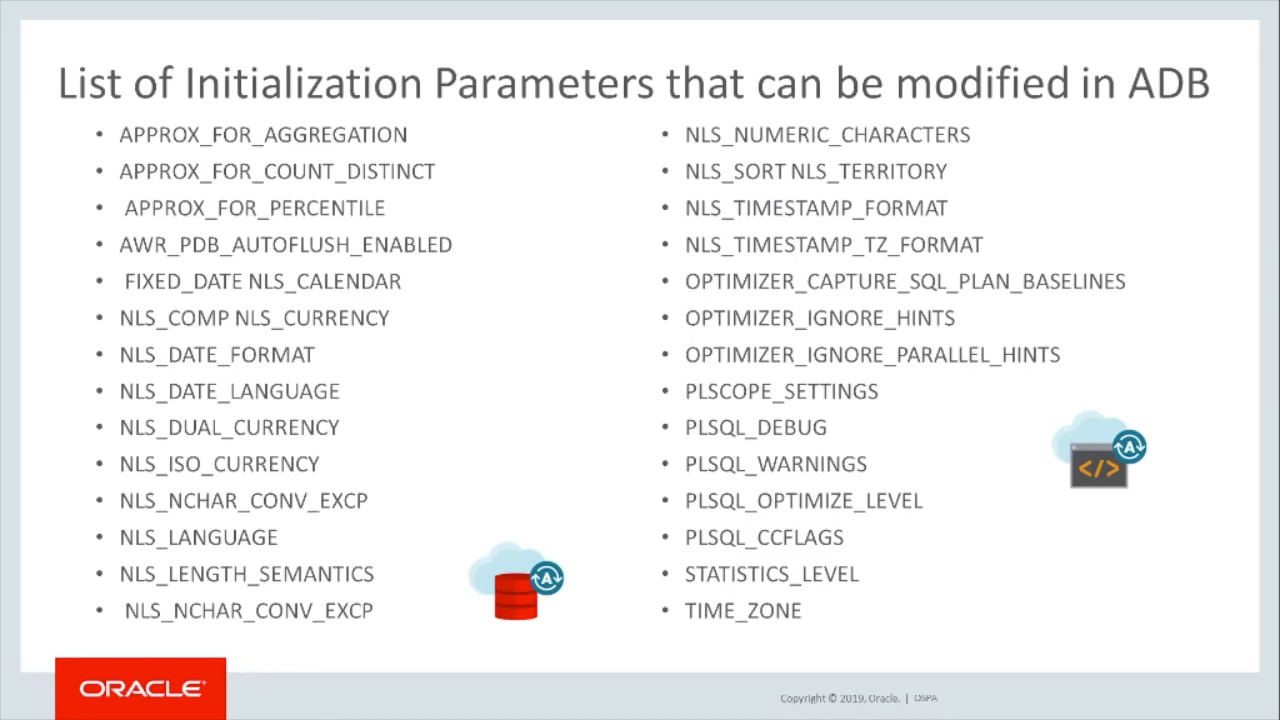 List of Initialization Parameters that can be modified in ADB
• APPROX_FOR_AGGREGATION
• APPROX_FOR_COUNT_DISTINCT
• APPROX_FOR_PERCENTILE
• AWR_PDB_AUTOFLUSH_ENABLED
• FIXED_DATE NLS_CALENDAR
• NLS_COMP NLS_CURRENCY
• NLS_DATE_FORMAT
• NLS_DATE_LANGUAGE
• NLS_DUAL_CURRENCY
• NLS_ISO_CURRENCY
• NLS_NCHAR_CONV_EXCP
• NLS_LANGUAGE
• NLS_LENGTH_SEMANTICS
• NLS_NCHAR_CONV_EXCP
• NLS_NUMERIC_CHARACTERS
• NLS_SORT NLS_TERRITORY
• NLS_TIMESTAMP_FORMAT
• NLS_TIMESTAMP_TZ_FORMAT
• OPTIMIZER_CAPTURE_SQL_PLAN_BASELINES
• OPTIMIZER_IGNORE_HINTS
• OPTIMIZER_IGNORE_PARALLEL_HINTS
• PLSCOPE_SETTINGS
• PLSQL_DEBUG
• PLSQL_WARNINGS
• PLSQL_OPTIMIZE_LEVEL
• PLSQL_CCFLAGS
• STATISTICS_LEVEL
• TIME_ZONE
A
A
</>
ORACLE®
Copyright © 2019, Oracle. | OSPA